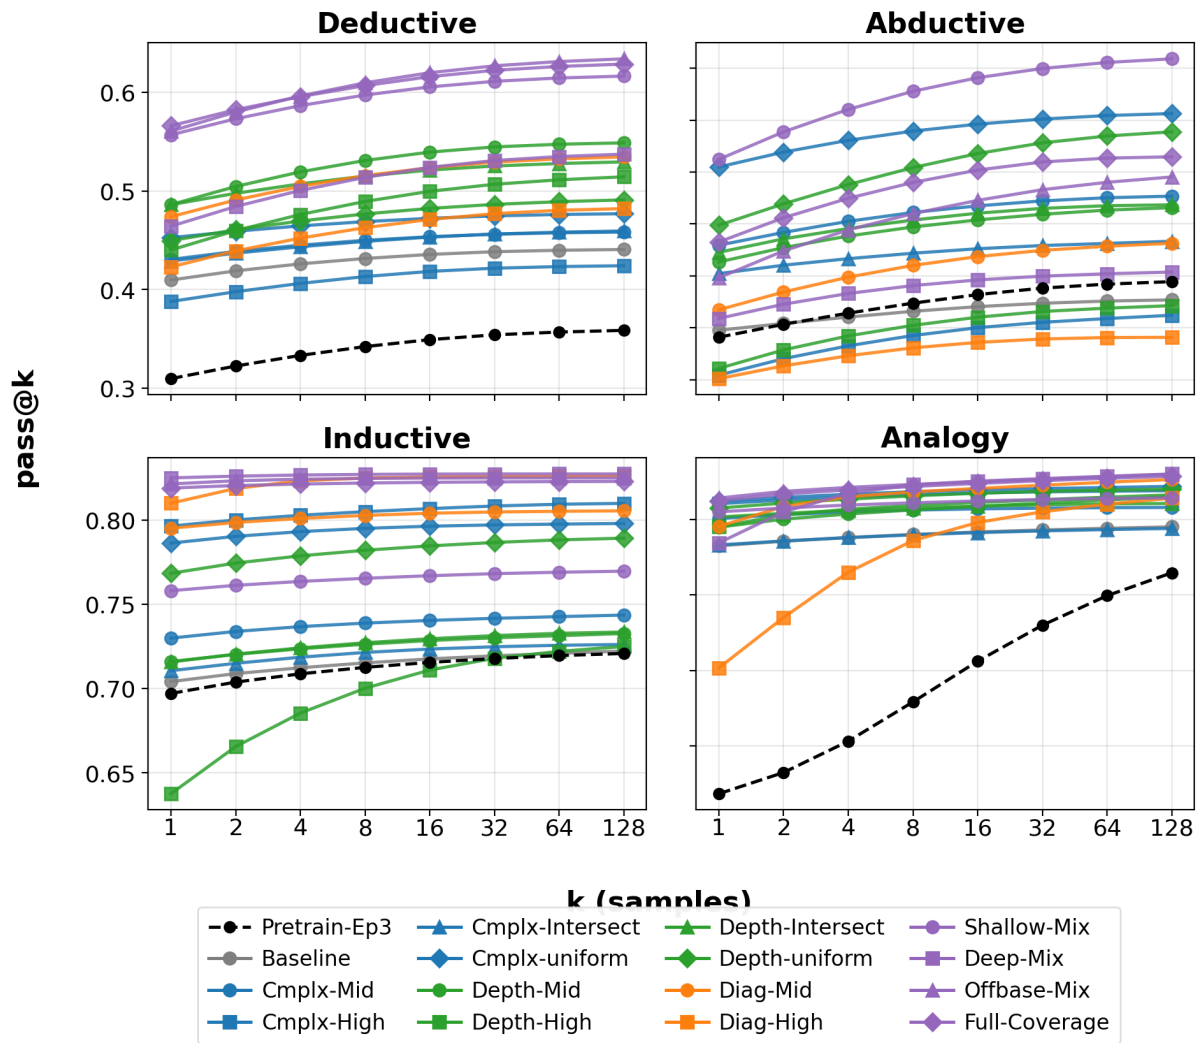 Deductive
Abductive
0.6
0.5
0.4
0.3
pass@k
Inductive
Analogy
0.80
0.75
0.70
0.65
1 2 4 8 16 32 64 128
1 2 4 8 16 32 64 128
k (samples)
Pretrain-Ep3
Baseline
Cmplx-Mid
Cmplx-High
Cmplx-Intersect
Cmplx-uniform
Depth-Mid
Depth-High
Depth-Intersect
Depth-uniform
Diag-Mid
Diag-High
Shallow-Mix
Deep-Mix
Offbase-Mix
Full-Coverage